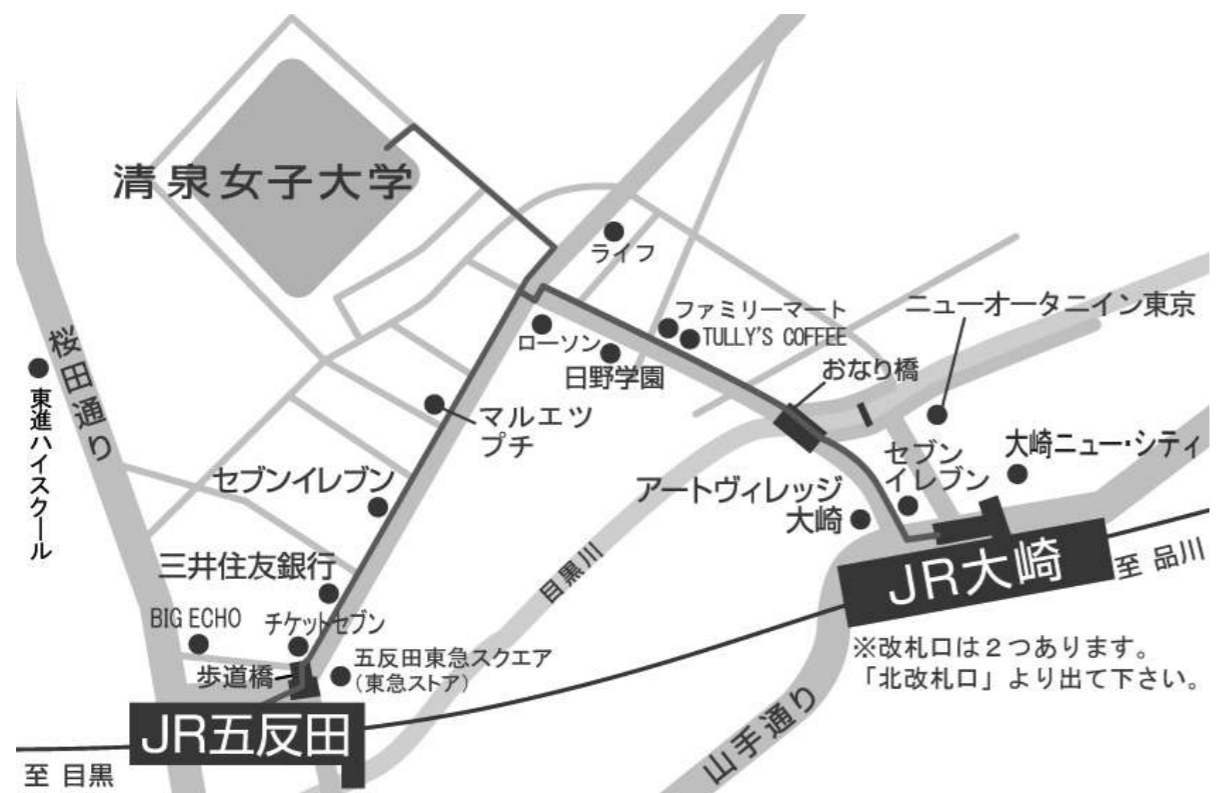 清泉女子大学
ライフ
ファミリーマート
TULLY'S COFFEE
ニューオータニイン東京
ローソン
日野学園
おなり橋
桜田通り
東進ハイスクール
マルエツ
プチ
セブン
イレブン
大崎ニュー・シティ
セブンイレブン
アートヴィレッジ
大崎
目黒川
三井住友銀行
JR大崎
至 品川
BIG ECHO
チケットセブン
歩道橋
五反田東急スクエア
(東急ストア)
※改札口は2つあります。
「北改札口」より出て下さい。
JR五反田
山手通り
至 目黒